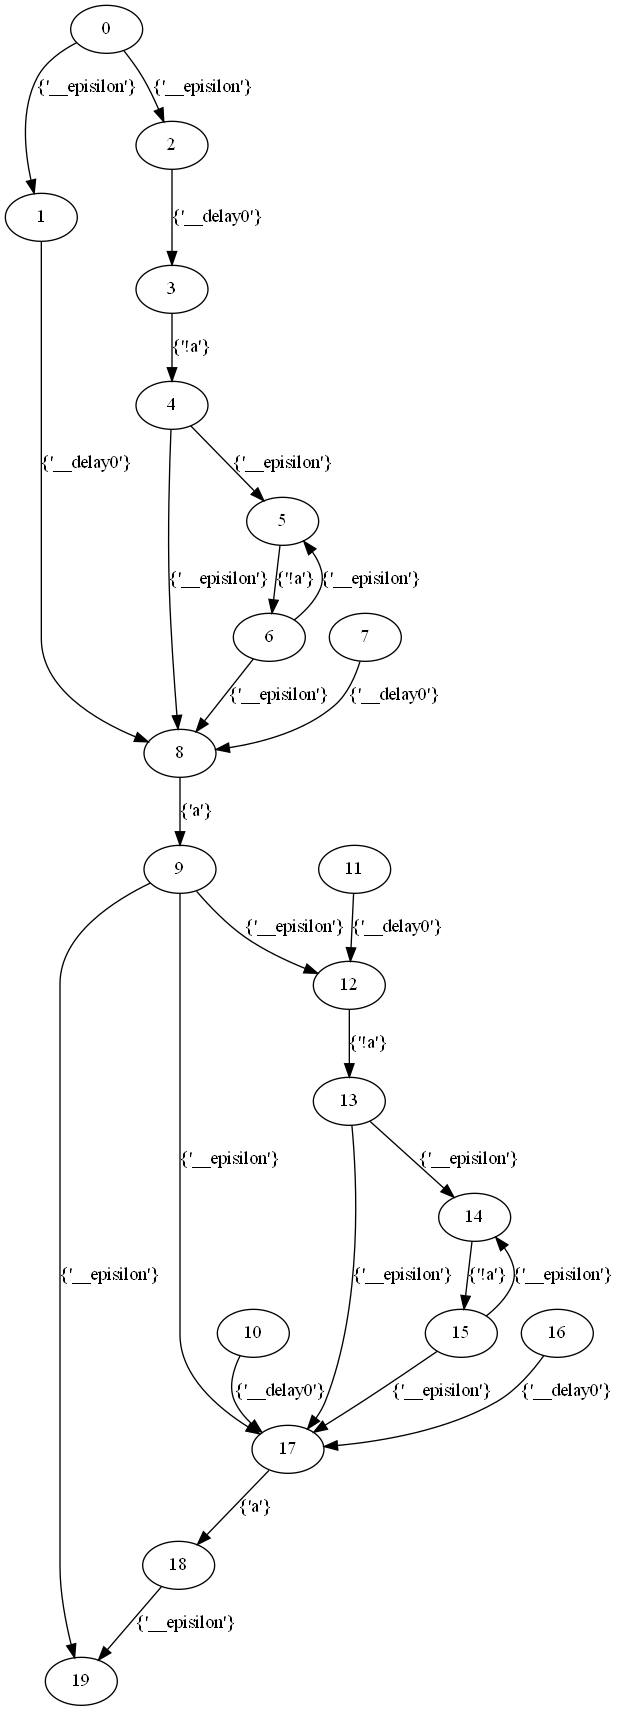 0
{'__episilon'} {'__episilon'}
2
1 {'__delay0'}
3
{'!a'}
4
{'__delay0'} {'__episilon'}
5
{'__episilon'} {'!a'} {'__episilon'}
6 7
{'__episilon'} {'__delay0'}
8
{'a'}
9 11
{'__episilon'} {'__delay0'}
12
{'!a'}
13
{'__episilon'} {'__episilon'}
14
{'__episilon'} {'__episilon'} {'!a'} {'__episilon'}
10 15 16
{'__delay0'} {'__episilon'} {'__delay0'}
17
{'a'}
18
{'__episilon'}
19